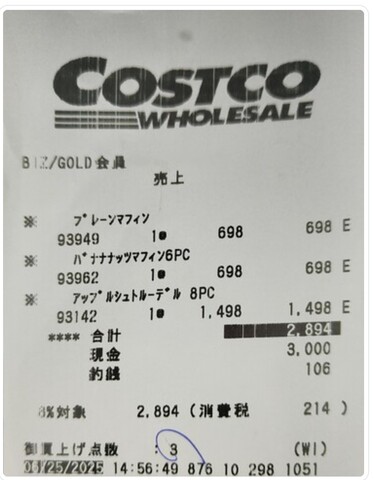 COSTCO
WHOLESALE
BIZ/GOLD会員
売上
※ プレーンマフィン
93949 1● 698 698 E
※ バナナナッツマフィン6PC
93962 1● 698 698 E
※ アップルシュトルーデル 8PC
93142 1● 1,498 1,498 E
**** 合計 2,894
現金 3,000
釣銭 106
8%対象 2,894 (消費税 214 )
御買上げ点数 : 3 (WI)
06/25/2025 14:56:49 876 10 298 1051